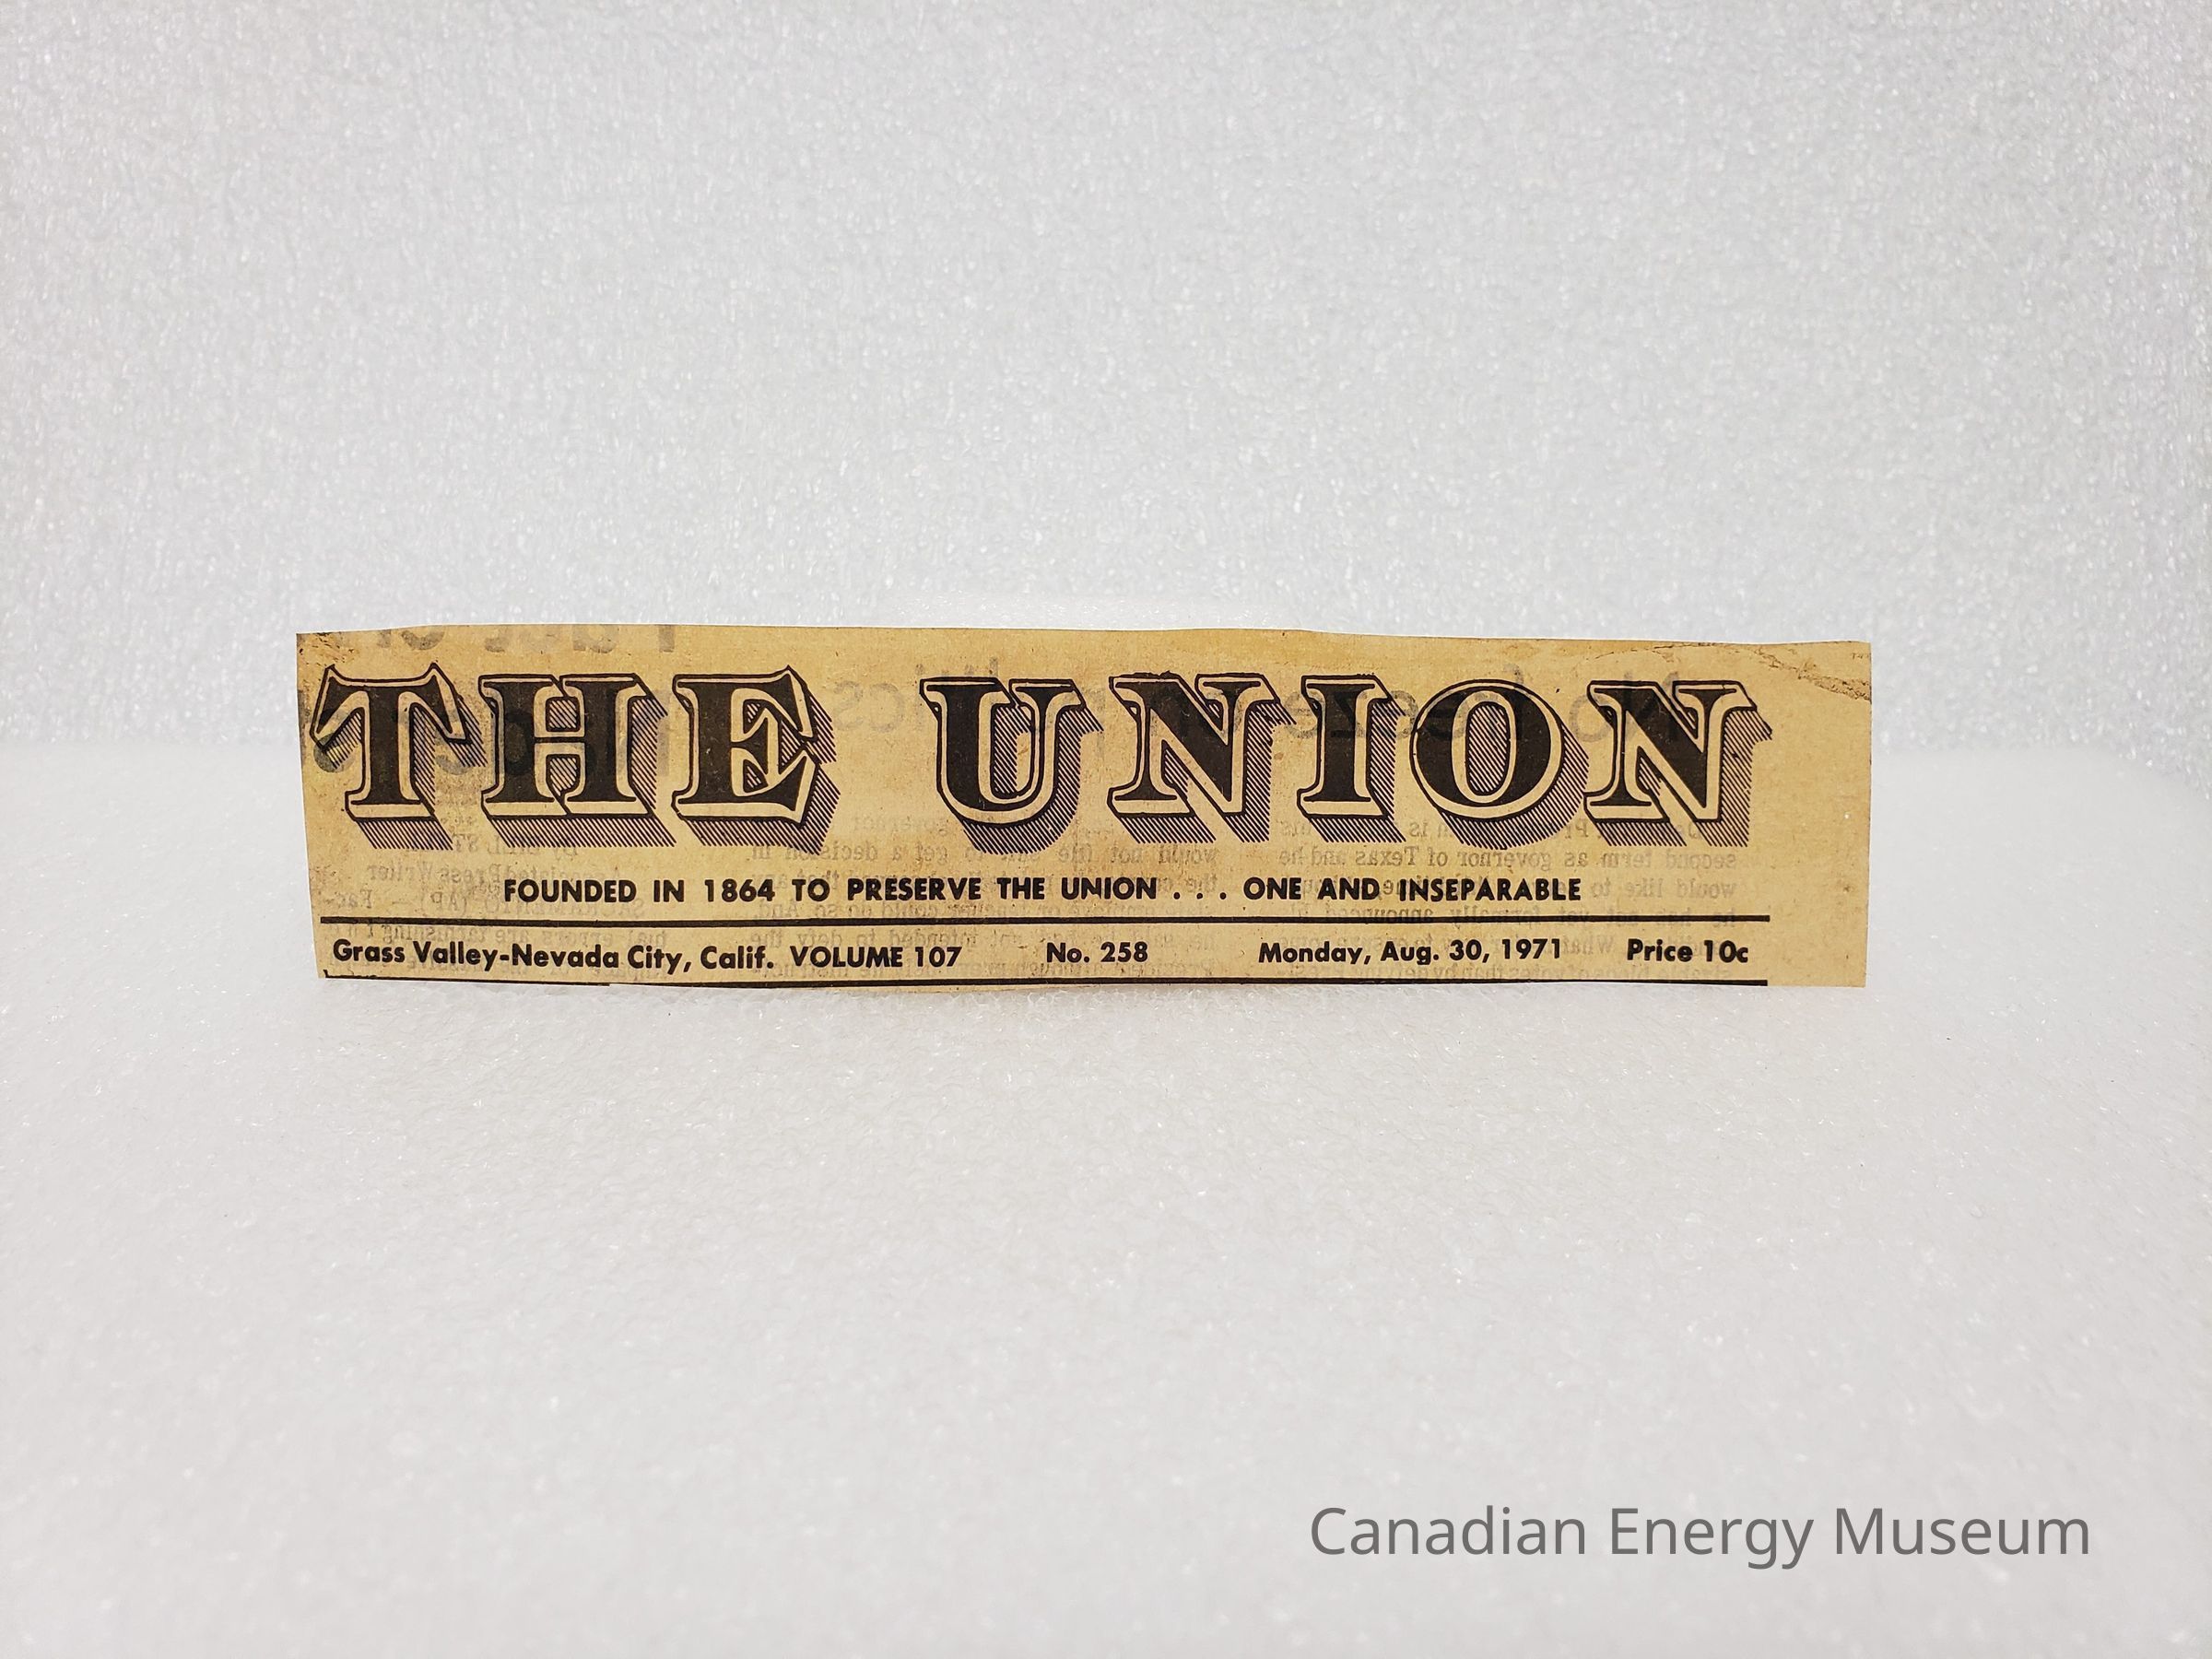 THE UNION
FOUNDED IN 1864 TO PRESERVE THE UNION . . . ONE AND INSEPARABLE
Grass Valley-Nevada City, Calif. VOLUME 107 No. 258 Monday, Aug. 30, 1971 Price 10c
Canadian Energy Museum